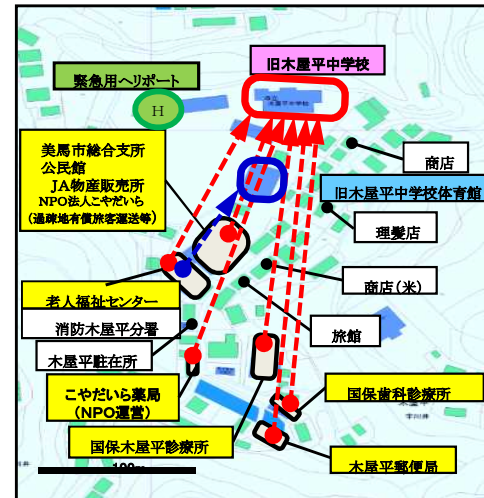 旧木屋平中学校
緊急用ヘリポート
H
美馬市総合支所
公民館
JA物産販売所
NPO法人こやだいら
(過疎地有償旅客運送等)
商店
旧木屋平中学校体育館
理髪店
商店(米)
旅館
老人福祉センター
消防木屋平分署
木屋平駐在所
こやだいら薬局
(NPO運営)
国保歯科診療所
国保木屋平診療所
木屋平郵便局
100m